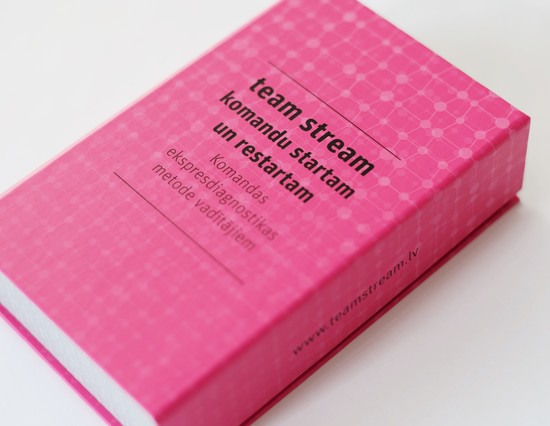 team stream
komandu startam
un restartam
Komandas
ekspresdiagnostikas
metode vadītājiem
www.teamstream.lv